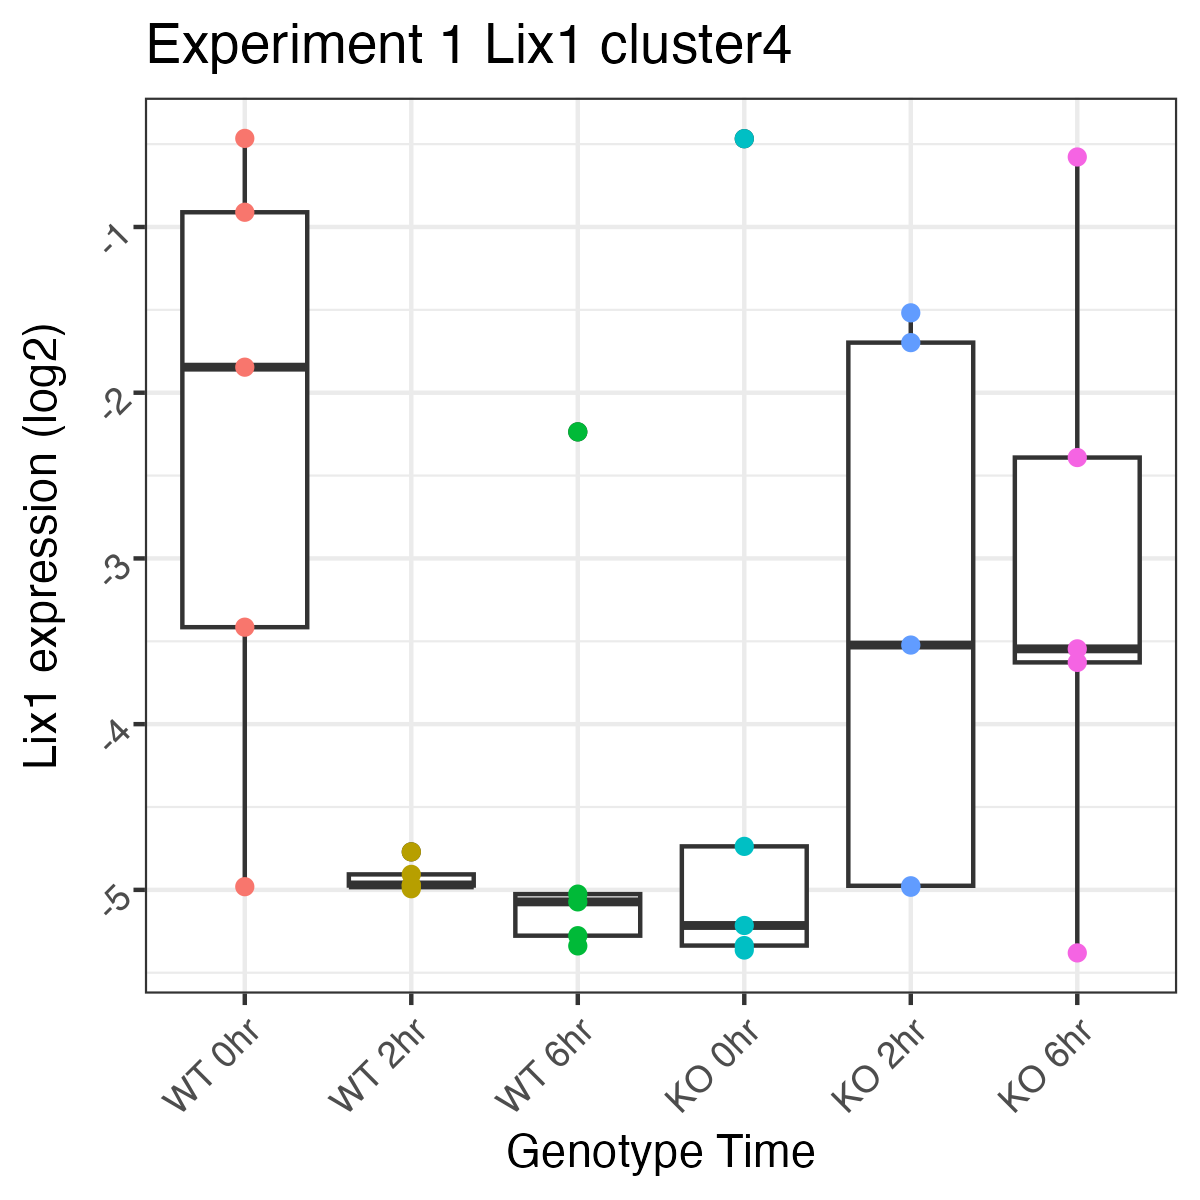 Experiment 1 Lix1 cluster4
Lix1 expression (log2)
-1
-2
-3
-4
-5
WT 0hr
WT 2hr
WT 6hr
KO 0hr
KO 2hr
KO 6hr
Genotype Time